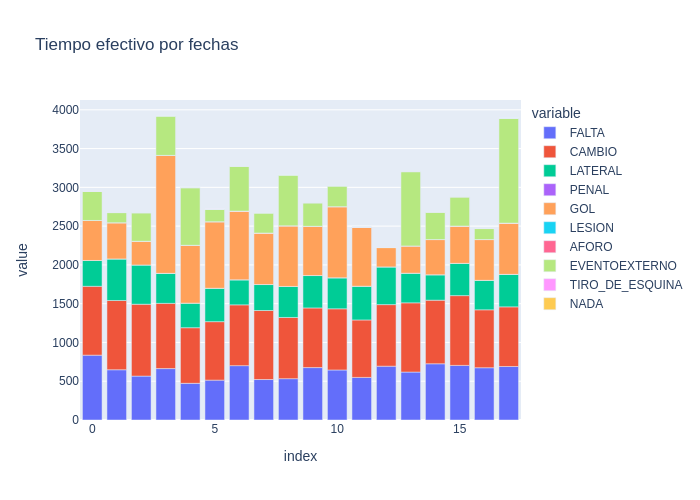 Tiempo efectivo por fechas
variable
FALTA
CAMBIO
LATERAL
PENAL
GOL
LESION
AFORO
EVENTOEXTERNO
TIRO_DE_ESQUINA
NADA
value
4000
3500
3000
2500
2000
1500
1000
500
0
0 5 10 15
index